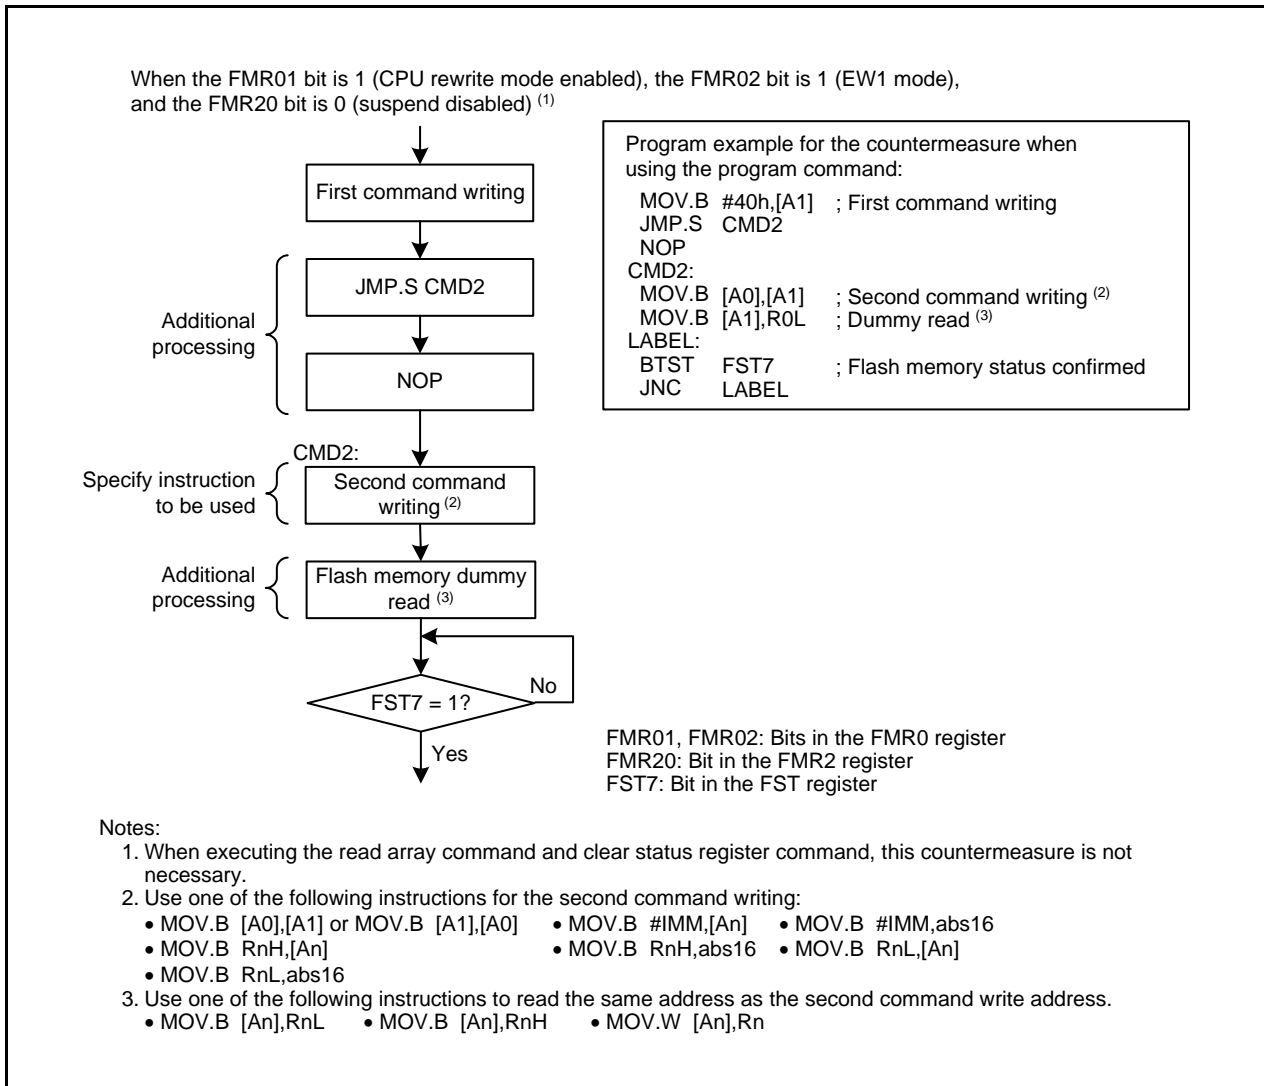 When the FMR01 bit is 1 (CPU rewrite mode enabled), the FMR02 bit is 1 (EW1 mode),
and the FMR20 bit is 0 (suspend disabled) (1)
First command writing
Additional
processing
JMP.S CMD2
NOP
CMD2:
Specify instruction
to be used
Second command
writing (2)
Additional
processing
Flash memory dummy
read (3)
FST7 = 1?
No
Yes
Program example for the countermeasure when
using the program command:
MOV.B #40h,[A1] ; First command writing
JMP.S CMD2
NOP
CMD2:
MOV.B [A0],[A1] ; Second command writing (2)
MOV.B [A1],R0L ; Dummy read (3)
LABEL:
BTST FST7 ; Flash memory status confirmed
JNC LABEL
FMR01, FMR02: Bits in the FMR0 register
FMR20: Bit in the FMR2 register
FST7: Bit in the FST register
Notes:
1. When executing the read array command and clear status register command, this countermeasure is not
necessary.
2. Use one of the following instructions for the second command writing:
• MOV.B [A0],[A1] or MOV.B [A1],[A0] • MOV.B #IMM,[An] • MOV.B #IMM,abs16
• MOV.B RnH,[An] • MOV.B RnH,abs16 • MOV.B RnL,[An]
• MOV.B RnL,abs16
3. Use one of the following instructions to read the same address as the second command write address.
• MOV.B [An],RnL • MOV.B [An],RnH • MOV.W [An],Rn